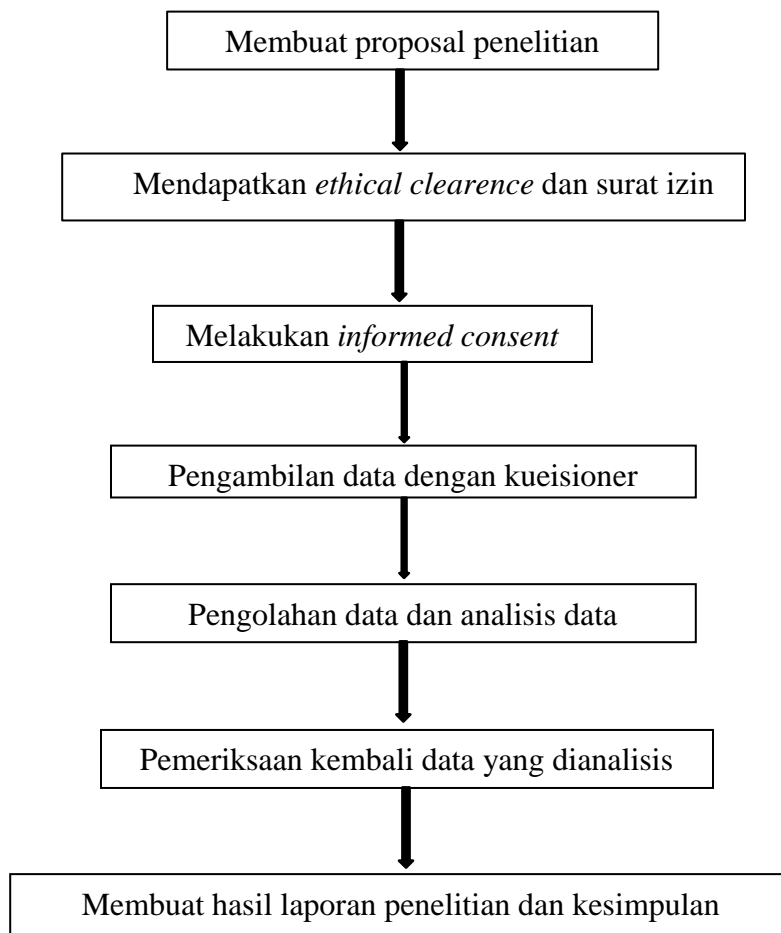 Membuat proposal penelitian
Mendapatkan ethical clearence dan surat izin
Melakukan informed consent
Pengambilan data dengan kueisioner
Pengolahan data dan analisis data
Pemeriksaan kembali data yang dianalisis
Membuat hasil laporan penelitian dan kesimpulan